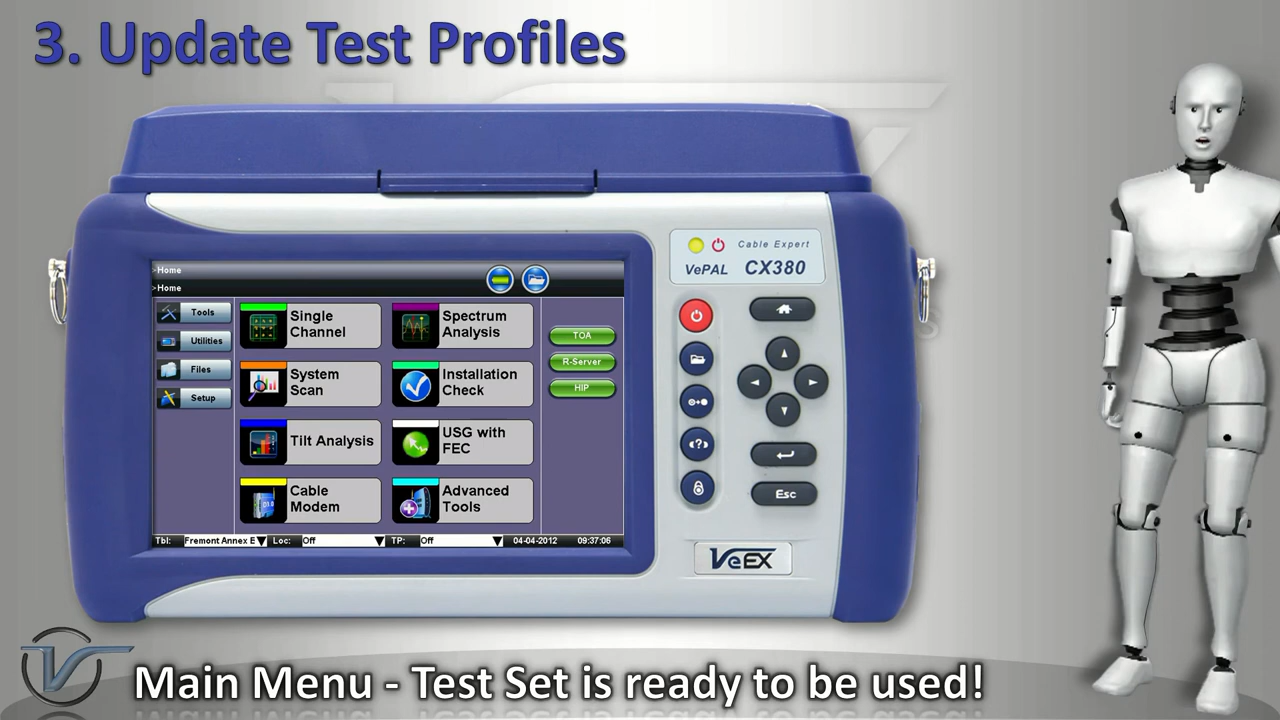 3. Update Test Profiles
Cable Expert
VePAL CX380
>Home
>Home
Tools
Utilities
Files
Setup
Single
Channel
Spectrum
Analysis
System
Scan
Installation
Check
Tilt Analysis
USG with
FEC
Cable
Modem
Advanced
Tools
TOA
R-Server
HIP
Tbl: Fremont Annex E Loc: Off TP: Off 04-04-2012 09:37:06
Esc
VeEX
Main Menu - Test Set is ready to be used!